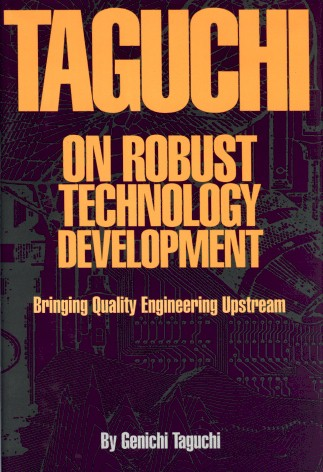 TAGUCHI
ON ROBUST
TECHNOLOGY
DEVELOPMENT
Bringing Quality Engineering Upstream
By Genichi Taguchi